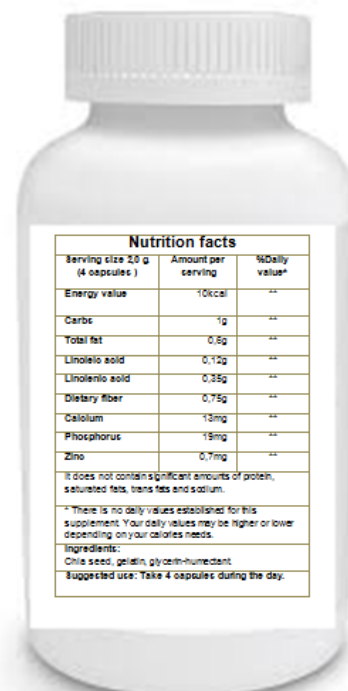 Nutrition facts
Serving size 2,0 g (4 capsules ) Amount per serving %Daily value*
Energy value 10kcal **
Carbs 1g **
Total fat 0,6g **
Linoleic acid 0,12g **
Linolenic acid 0,35g **
Dietary fiber 0,75g **
Calcium 13mg **
Phosphorus 19mg **
Zinc 0,7mg **
It does not contain significant amounts of protein,
saturated fats, trans fats and sodium.
* There is no daily values established for this
supplement. Your daily values may be higher or lower
depending on your calories needs.
Ingredients:
Chia seed, gelatin, glycerin-humectant.
Suggested use: Take 4 capsules during the day.